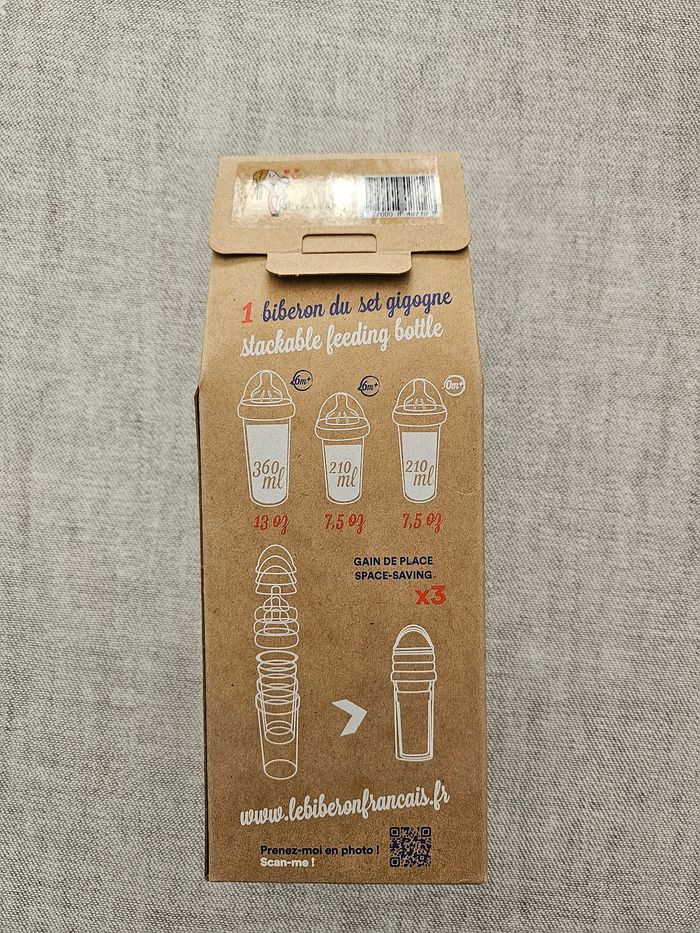 1 biberon du set gigogne
stackable feeding bottle
6m+
6m+
0m+
360 ml
210 ml
210 ml
13 oz
7,5 oz
7,5 oz
GAIN DE PLACE
SPACE-SAVING
x3
www.lebiberonfrancais.fr
Prenez-moi en photo !
Scan-me !